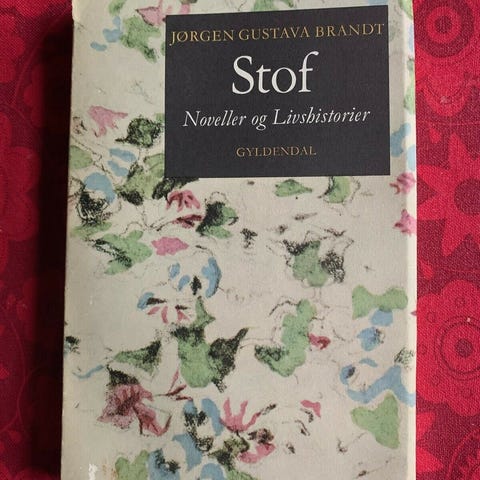 JØRGEN GUSTAVA BRANDT
Stof
Noveller og Livshistorier
GYLDENDAL